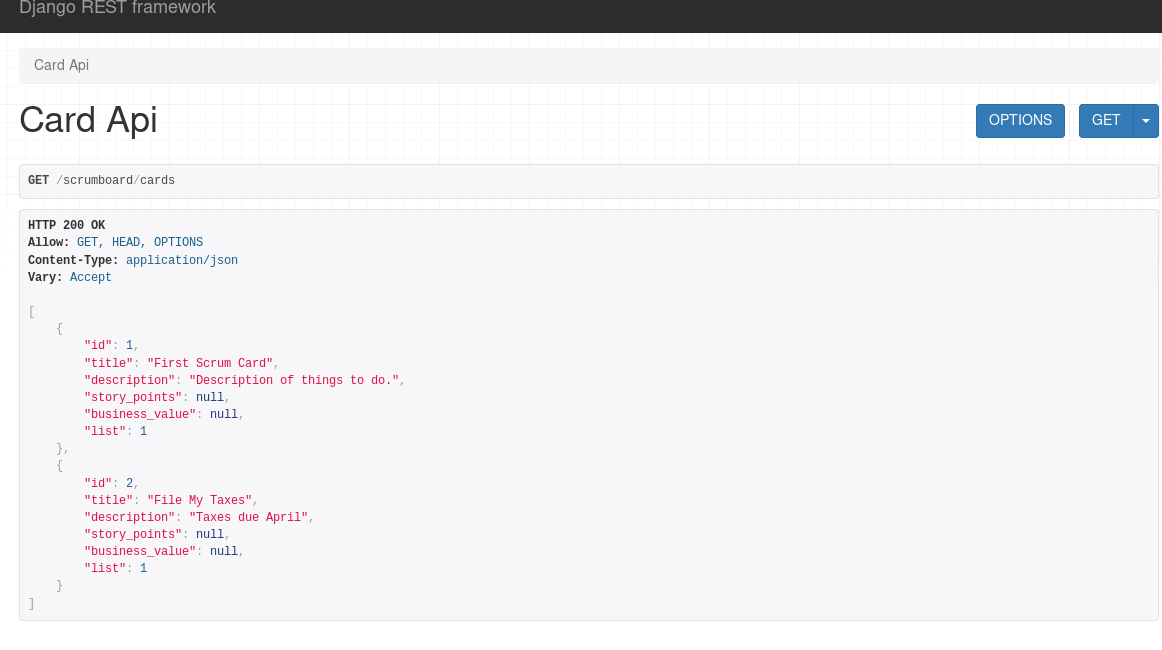 Django REST framework
Card Api
Card Api
OPTIONS GET
GET /scrumboard/cards
HTTP 200 OK
Allow: GET, HEAD, OPTIONS
Content-Type: application/json
Vary: Accept
[
    {
        "id": 1,
        "title": "First Scrum Card",
        "description": "Description of things to do.",
        "story_points": null,
        "business_value": null,
        "list": 1
    },
    {
        "id": 2,
        "title": "File My Taxes",
        "description": "Taxes due April",
        "story_points": null,
        "business_value": null,
        "list": 1
    }
]